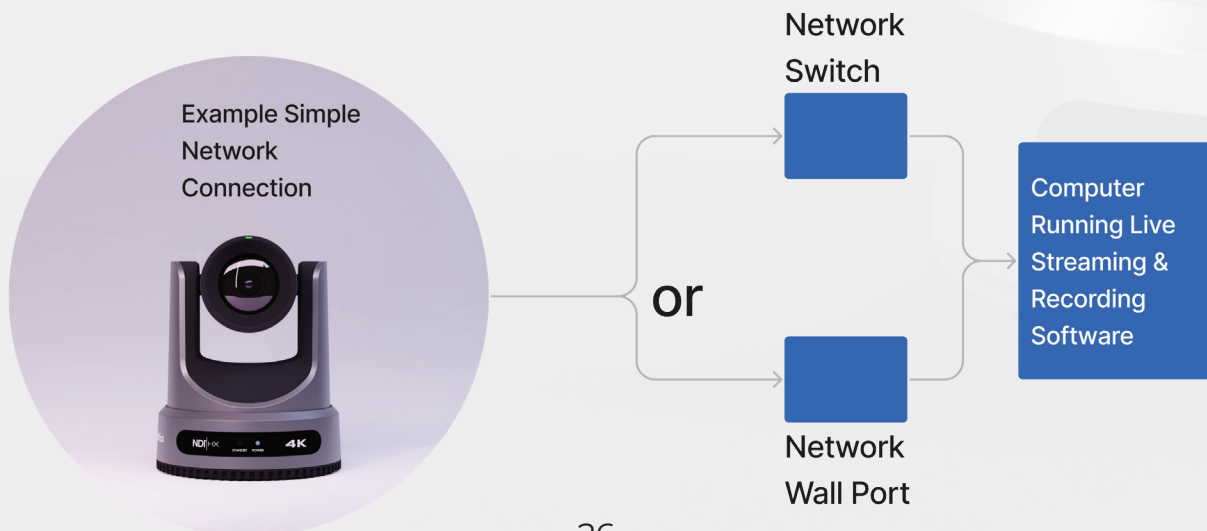 Example Simple
Network
Connection
NDI|HX
STANDBY
POWER
4K
or
Network
Switch
Network
Wall Port
Computer
Running Live
Streaming &
Recording
Software